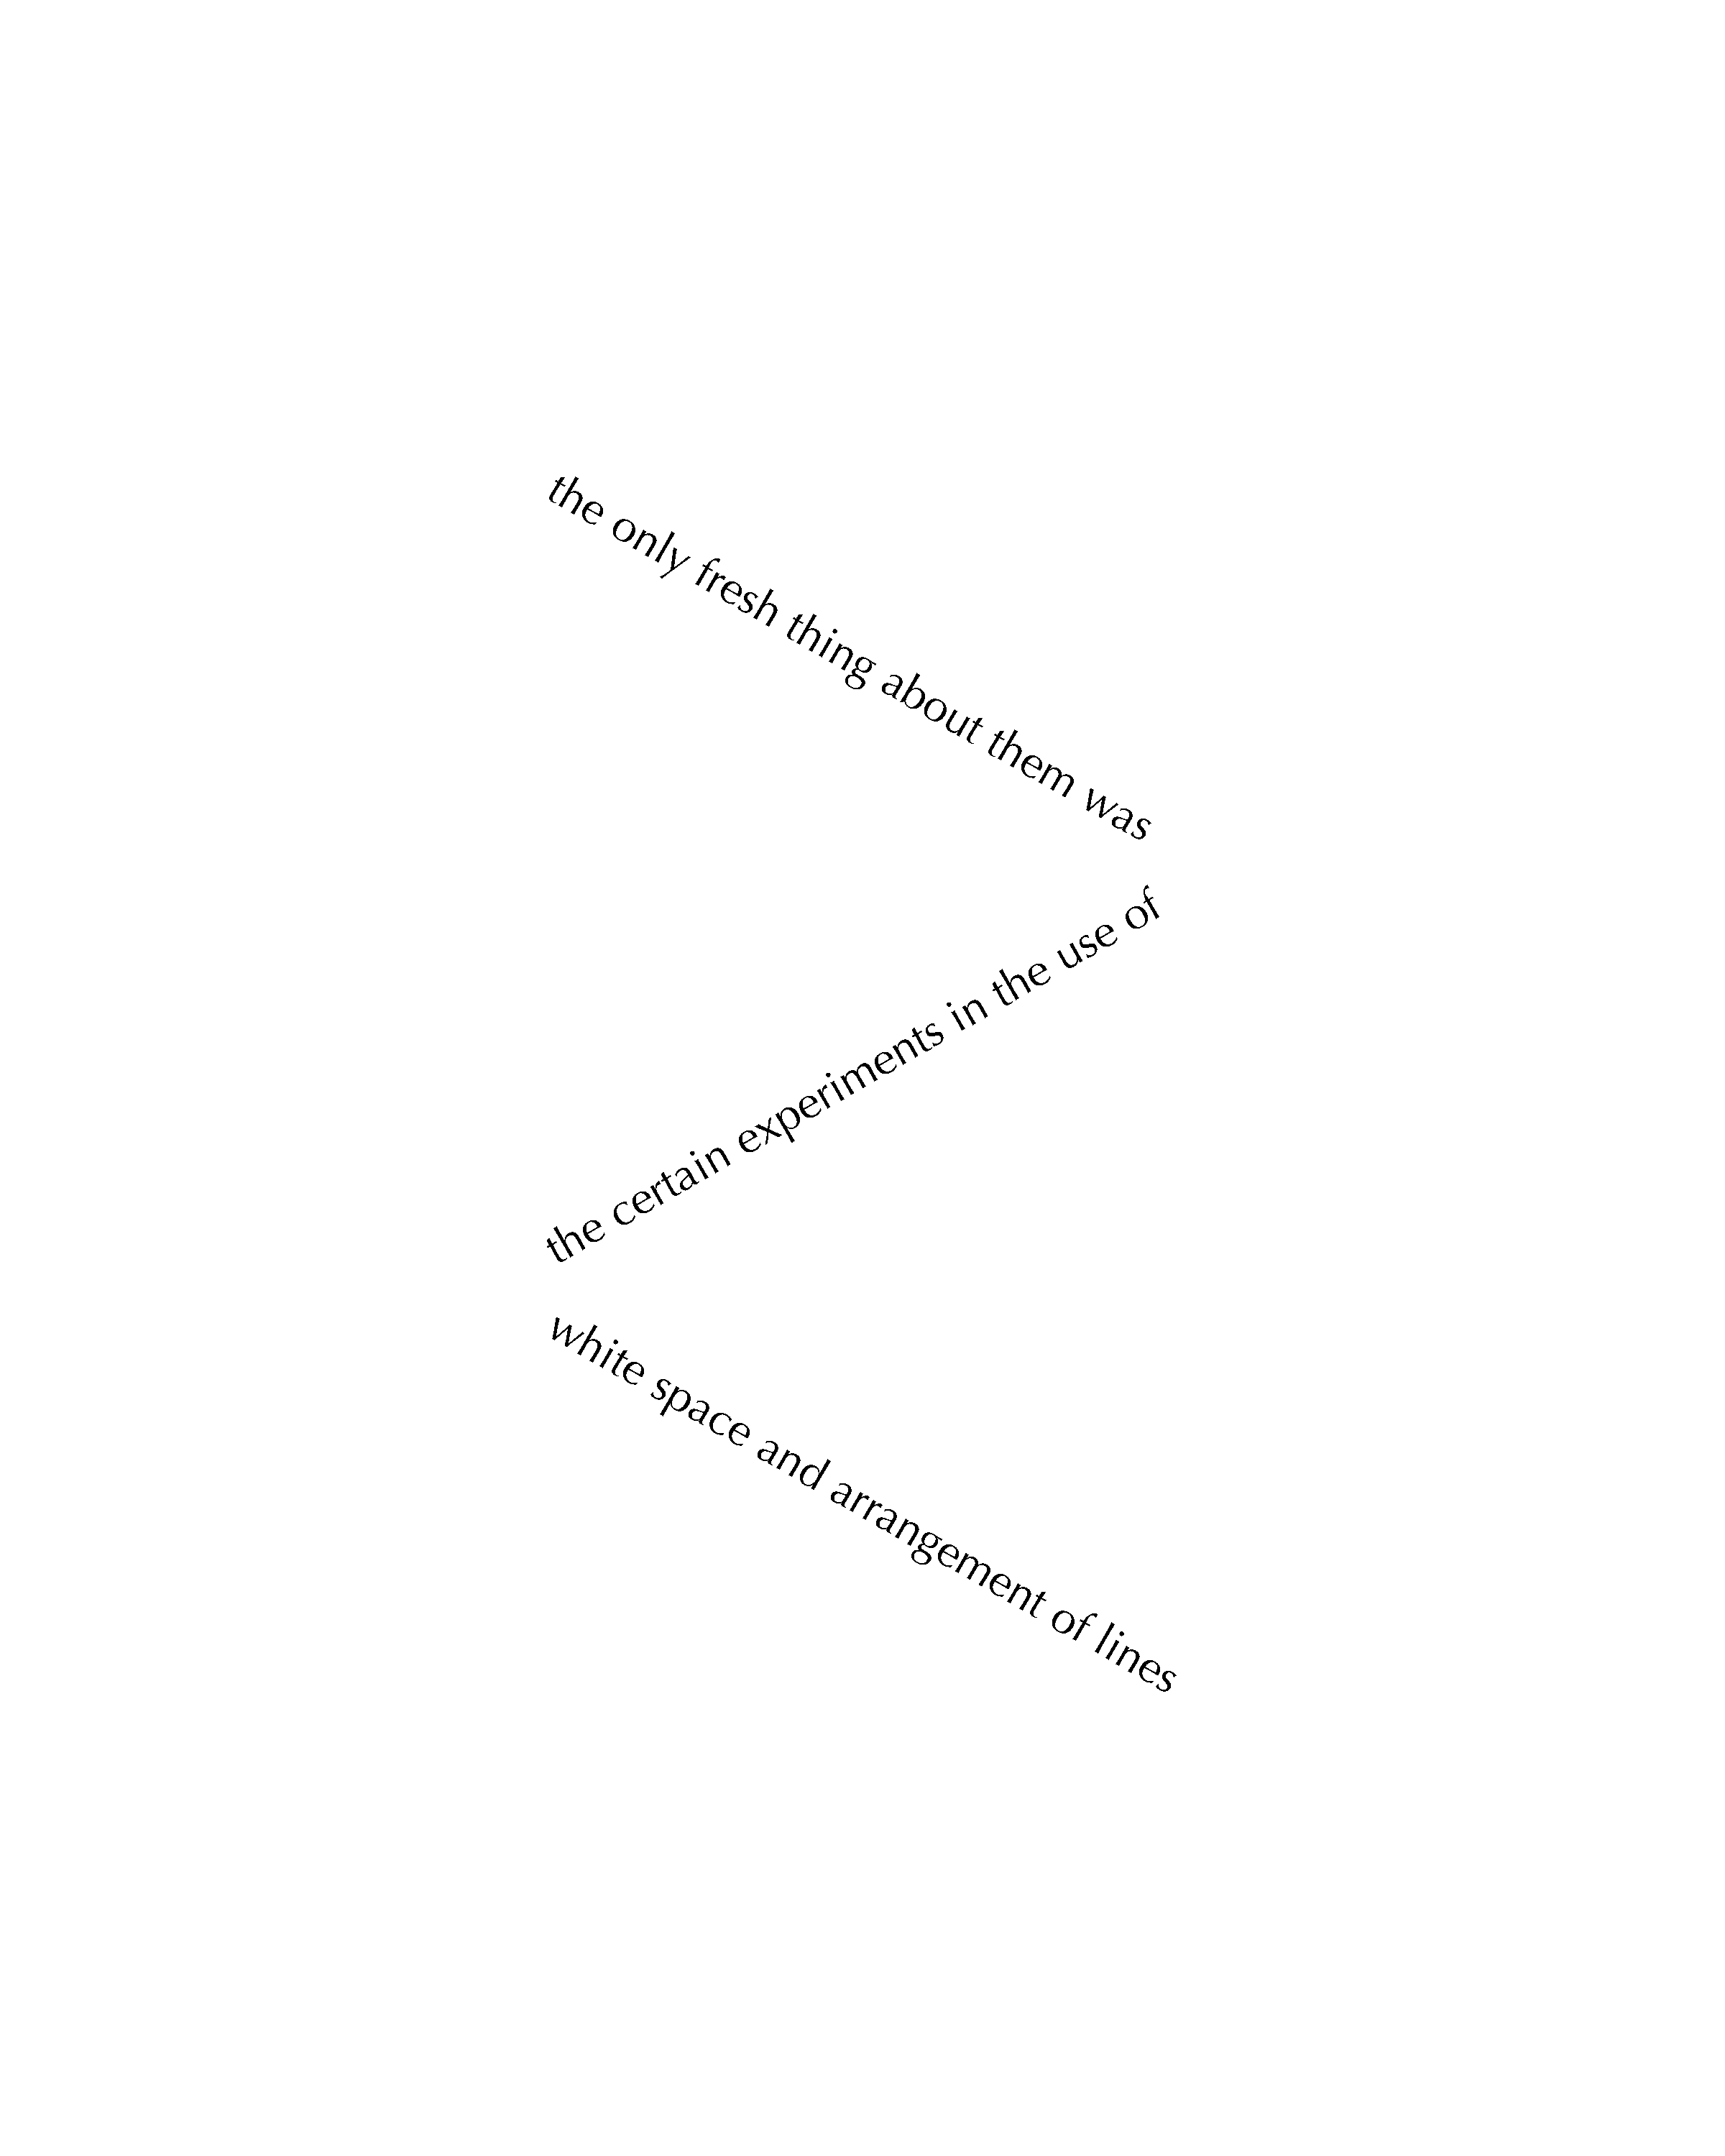 the only fresh thing about them was
the certain experiments in the use of
white space and arrangement of lines